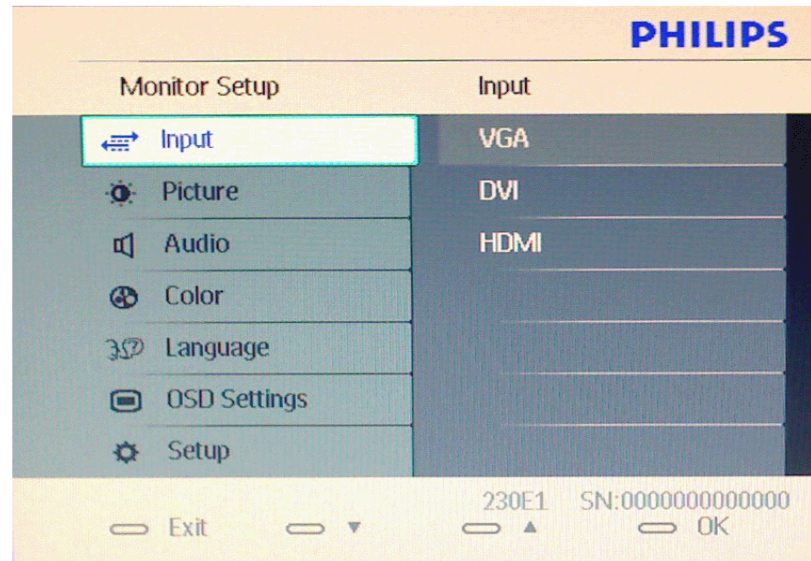 PHILIPS
Monitor Setup
Input
Input
VGA
Picture
DVI
Audio
HDMI
Color
Language
OSD Settings
Setup
230E1 SN:0000000000000
Exit ▼ ▲ OK